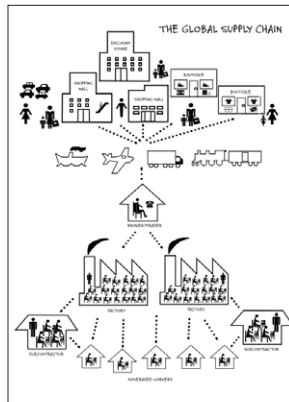 THE GLOBAL SUPPLY CHAIN
DISCOUNT
STORE
SHOPPING
MALL
SHOPPING MALL
BOUTIQUE
BOUTIQUE
FACTORY
FACTORY
SUBCONTRACTOR
SUBCONTRACTOR
HOMEBASED WORKERS